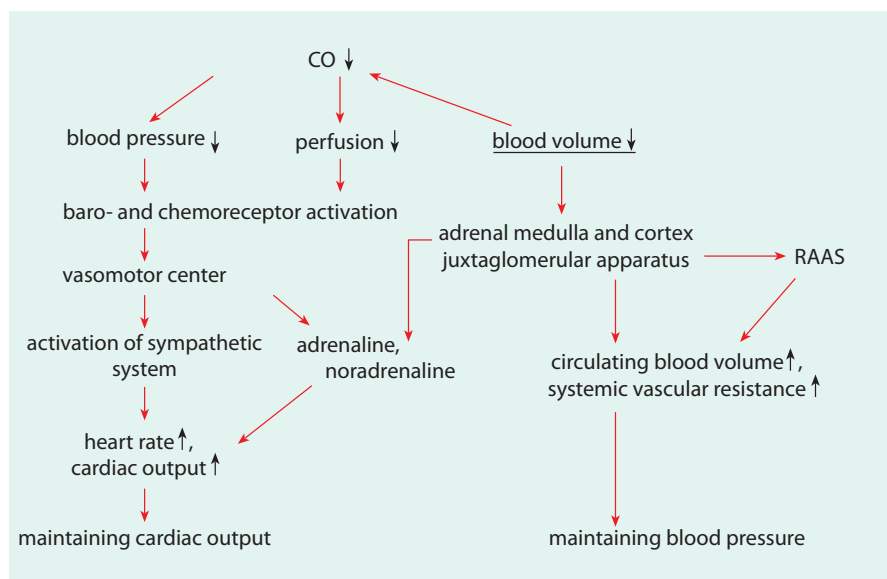 CO ↓
blood pressure ↓
perfusion ↓
blood volume ↓
baro- and chemoreceptor activation
adrenal medulla and cortex
juxtaglomerular apparatus
RAAS
vasomotor center
activation of sympathetic
system
adrenaline,
noradrenaline
circulating blood volume ↑,
systemic vascular resistance ↑
heart rate ↑,
cardiac output ↑
maintaining cardiac output
maintaining blood pressure